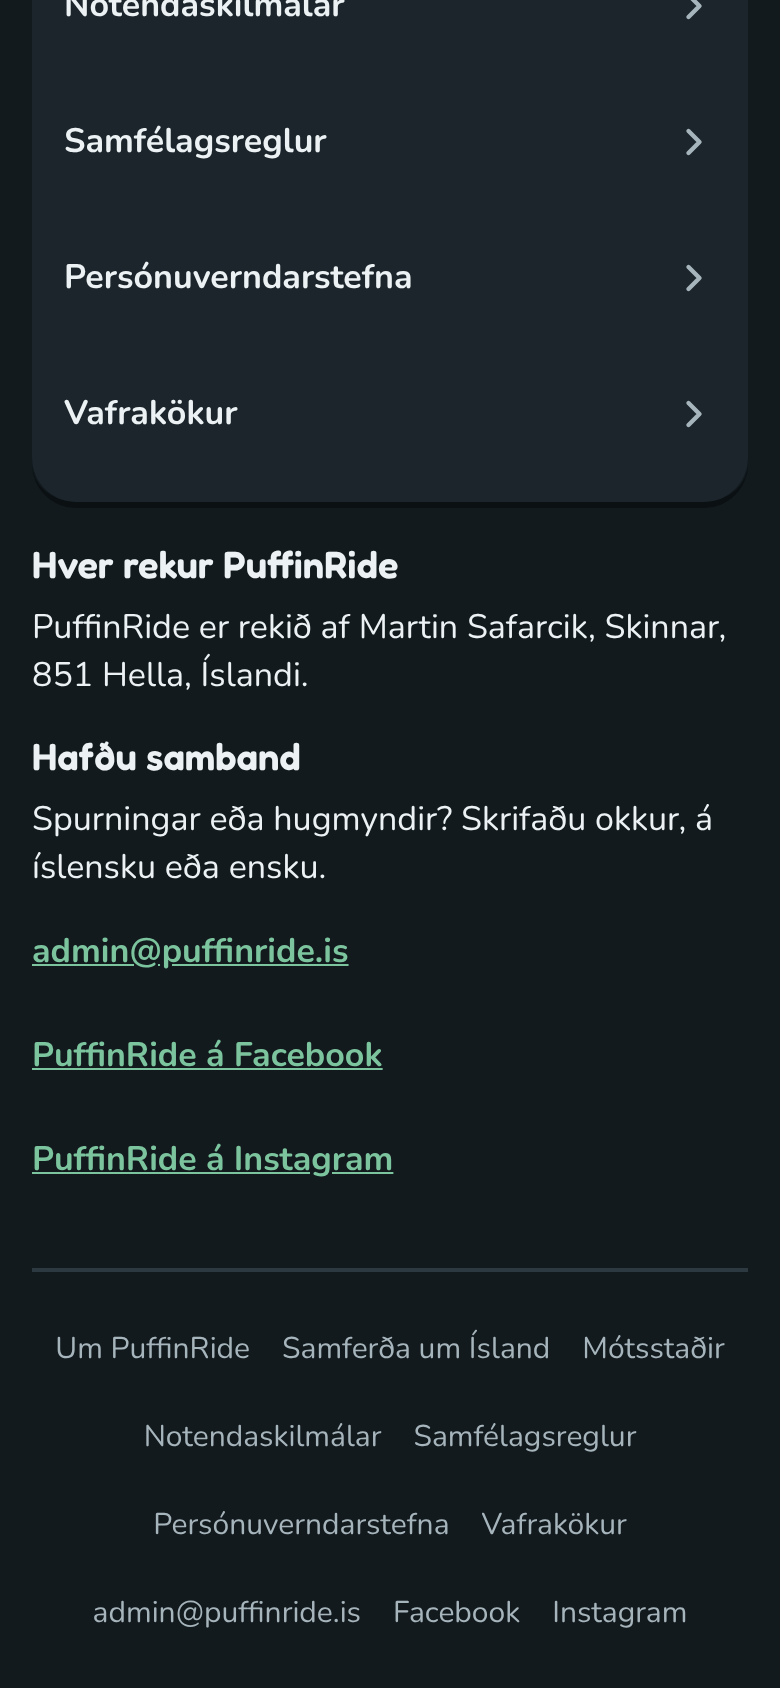 Notendaskilmálar
Samfélagsreglur
Persónuverndarstefna
Vafrakökur
Hver rekur PuffinRide
PuffinRide er rekið af Martin Safarcik, Skinnar,
851 Hella, Íslandi.
Hafðu samband
Spurningar eða hugmyndir? Skrifaðu okkur, á
íslensku eða ensku.
admin@puffinride.is
PuffinRide á Facebook
PuffinRide á Instagram
Um PuffinRide Samferða um Ísland Mótsstaðir
Notendaskilmálar Samfélagsreglur
Persónuverndarstefna Vafrakökur
admin@puffinride.is Facebook Instagram